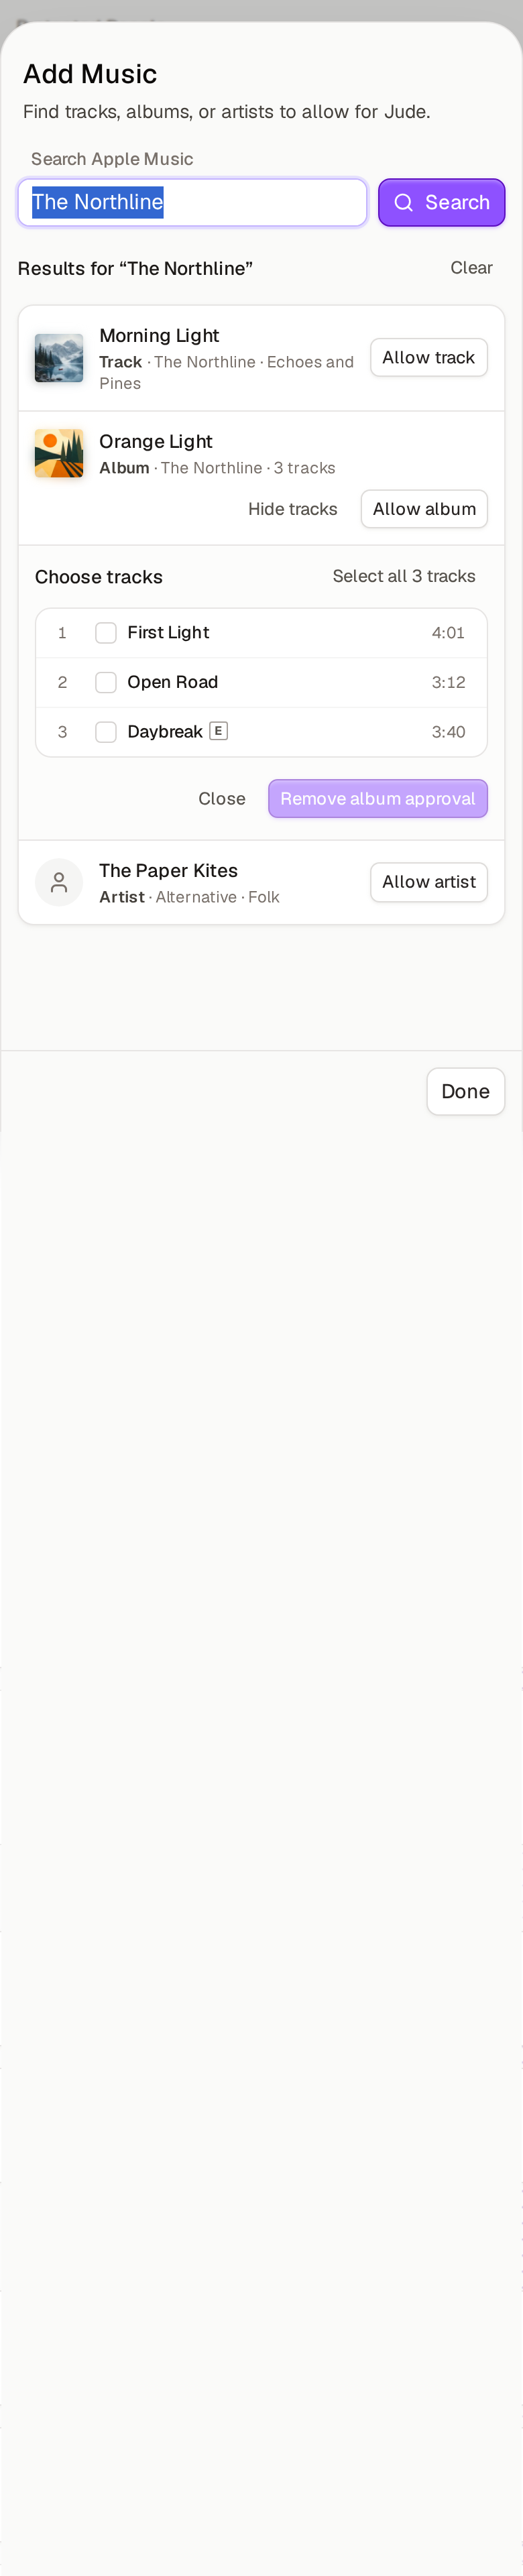 Add Music
Find tracks, albums, or artists to allow for Jude.
Search Apple Music
The Northline
Search
Results for “The Northline”
Clear
Morning Light
Track · The Northline · Echoes and
Pines
Allow track
Orange Light
Album · The Northline · 3 tracks
Hide tracks
Allow album
Choose tracks
Select all 3 tracks
1 First Light 4:01
2 Open Road 3:12
3 Daybreak E 3:40
Close
Remove album approval
The Paper Kites
Artist · Alternative · Folk
Allow artist
Done